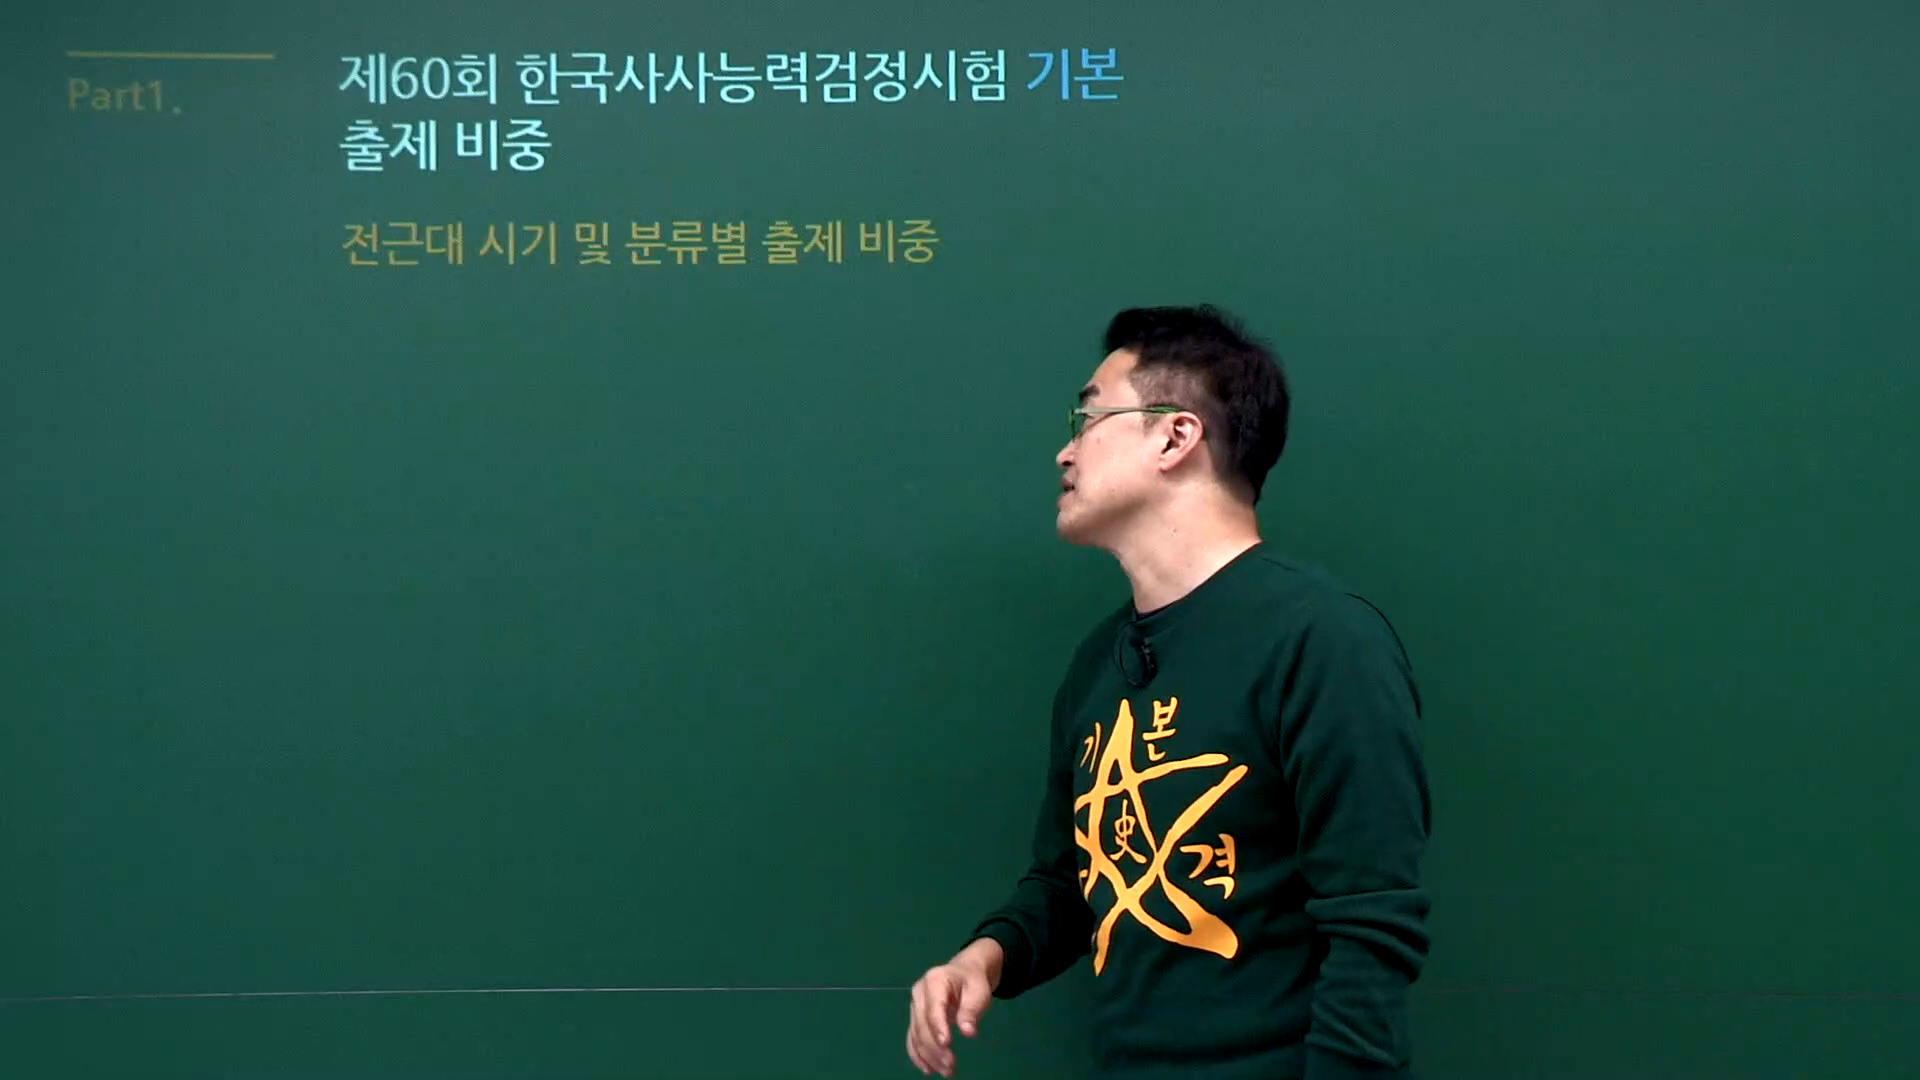 Part1.
제60회 한국사사능력검정시험 기본
출제 비중
전근대 시기 및 분류별 출제 비중
기 본
史
격